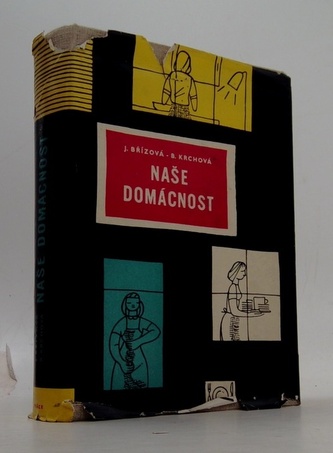 J. BŘÍZOVÁ - B. KRCHOVÁ
NAŠE
DOMÁCNOST
NAŠE DOMÁCNOST